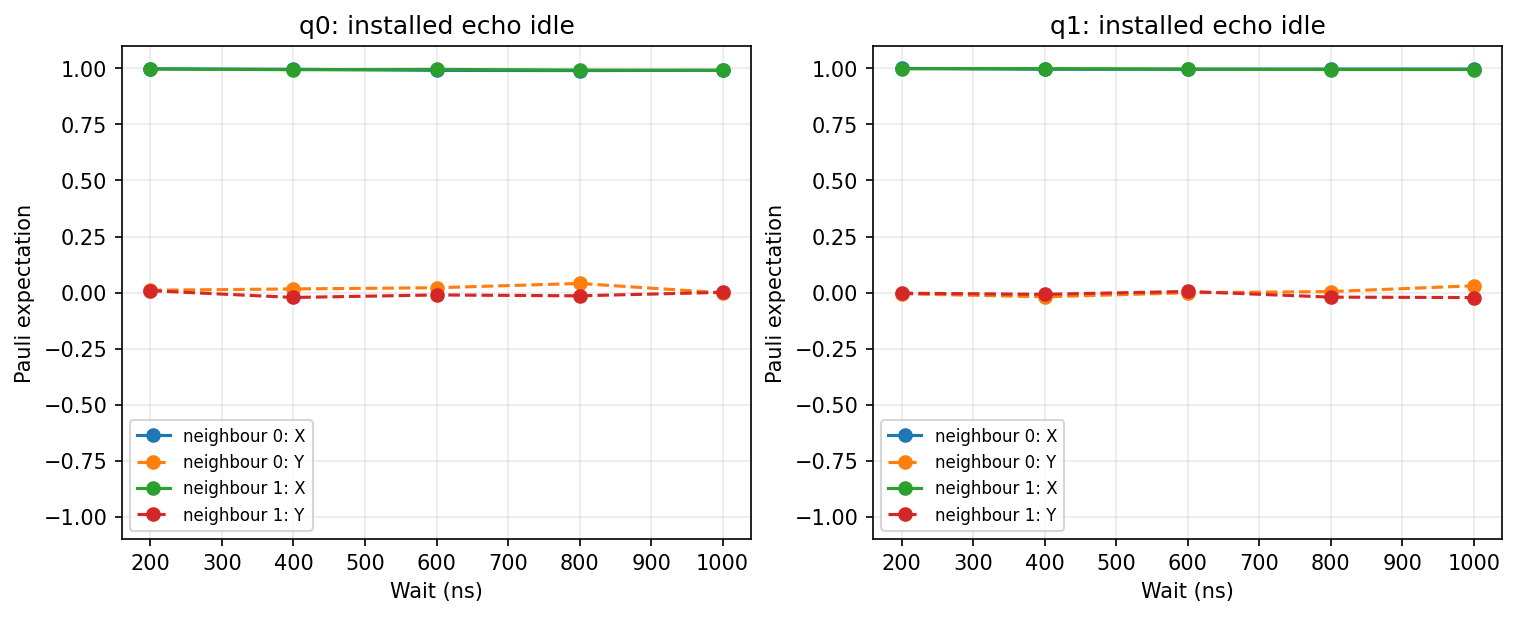 q0: installed echo idle
Pauli expectation
1.00
0.75
0.50
0.25
0.00
−0.25
−0.50
−0.75
−1.00
neighbour 0: X
neighbour 0: Y
neighbour 1: X
neighbour 1: Y
200 300 400 500 600 700 800 900 1000
Wait (ns)
q1: installed echo idle
Pauli expectation
1.00
0.75
0.50
0.25
0.00
−0.25
−0.50
−0.75
−1.00
neighbour 0: X
neighbour 0: Y
neighbour 1: X
neighbour 1: Y
200 300 400 500 600 700 800 900 1000
Wait (ns)